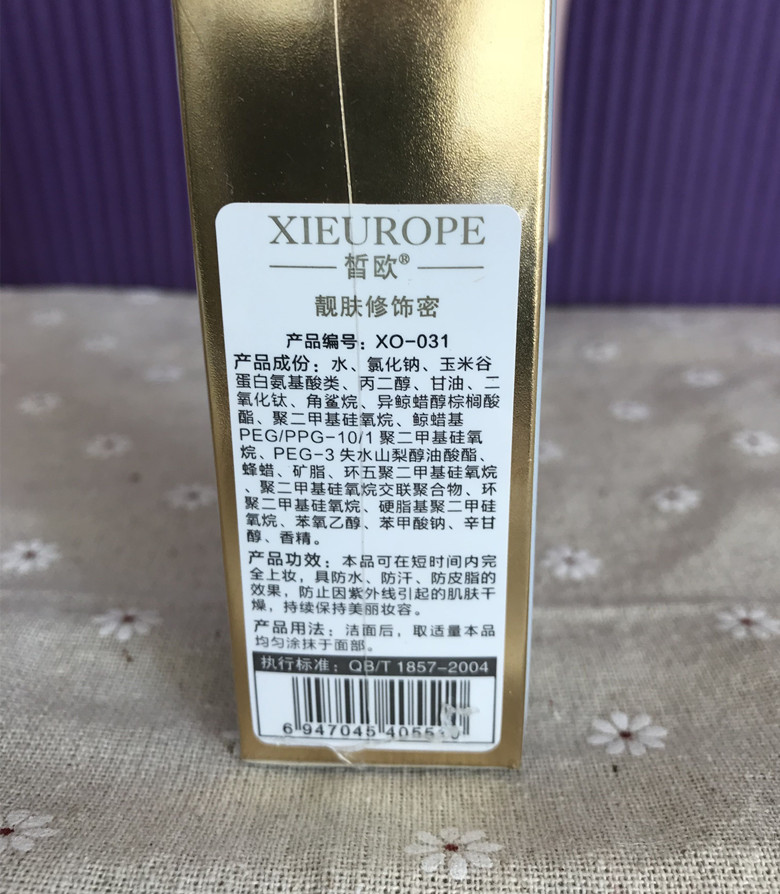 XIEUROPE
皙欧®
靓肤修饰密
产品编号：XO-031
产品成份：水、氯化钠、玉米谷
蛋白氨基酸类、丙二醇、甘油、二
氧化钛、角鲨烷、异鲸蜡醇棕榈酸
酯、聚二甲基硅氧烷、鲸蜡基
PEG/PPG-10/1聚二甲基硅氧
烷、PEG-3失水山梨醇油酸酯、
蜂蜡、矿脂、环五聚二甲基硅氧烷
、聚二甲基硅氧烷交联聚合物、环
聚二甲基硅氧烷、硬脂基聚二甲硅
氧烷、苯氧乙醇、苯甲酸钠、辛甘
醇、香精。
产品功效：本品可在短时间内完
全上妆，具防水、防汗、防皮脂的
效果，防止因紫外线引起的肌肤干
燥，持续保持美丽妆容。
产品用法：洁面后，取适量本品
均匀涂抹于面部。
执行标准：QB/T 1857-2004
6 947045